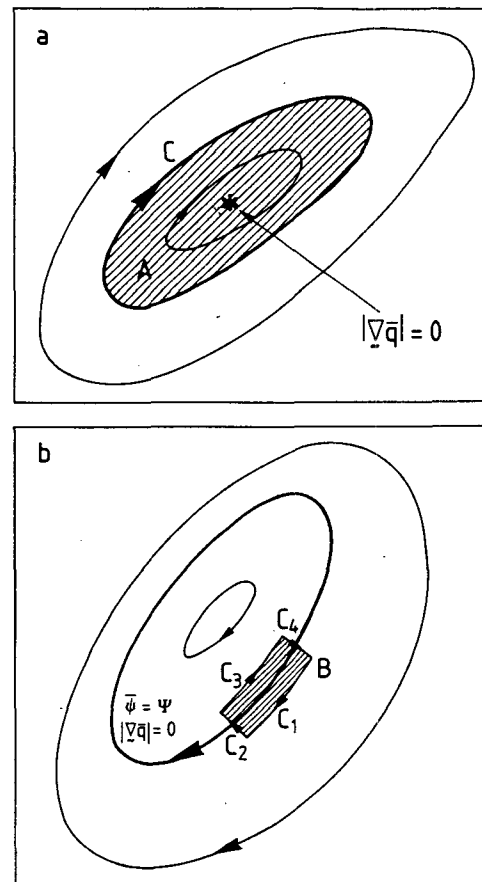 a
C
A
|∇q̄| = 0
b
C₄
B
C₃
ψ̄ = Ψ
|∇q̄| = 0
C₁
C₂